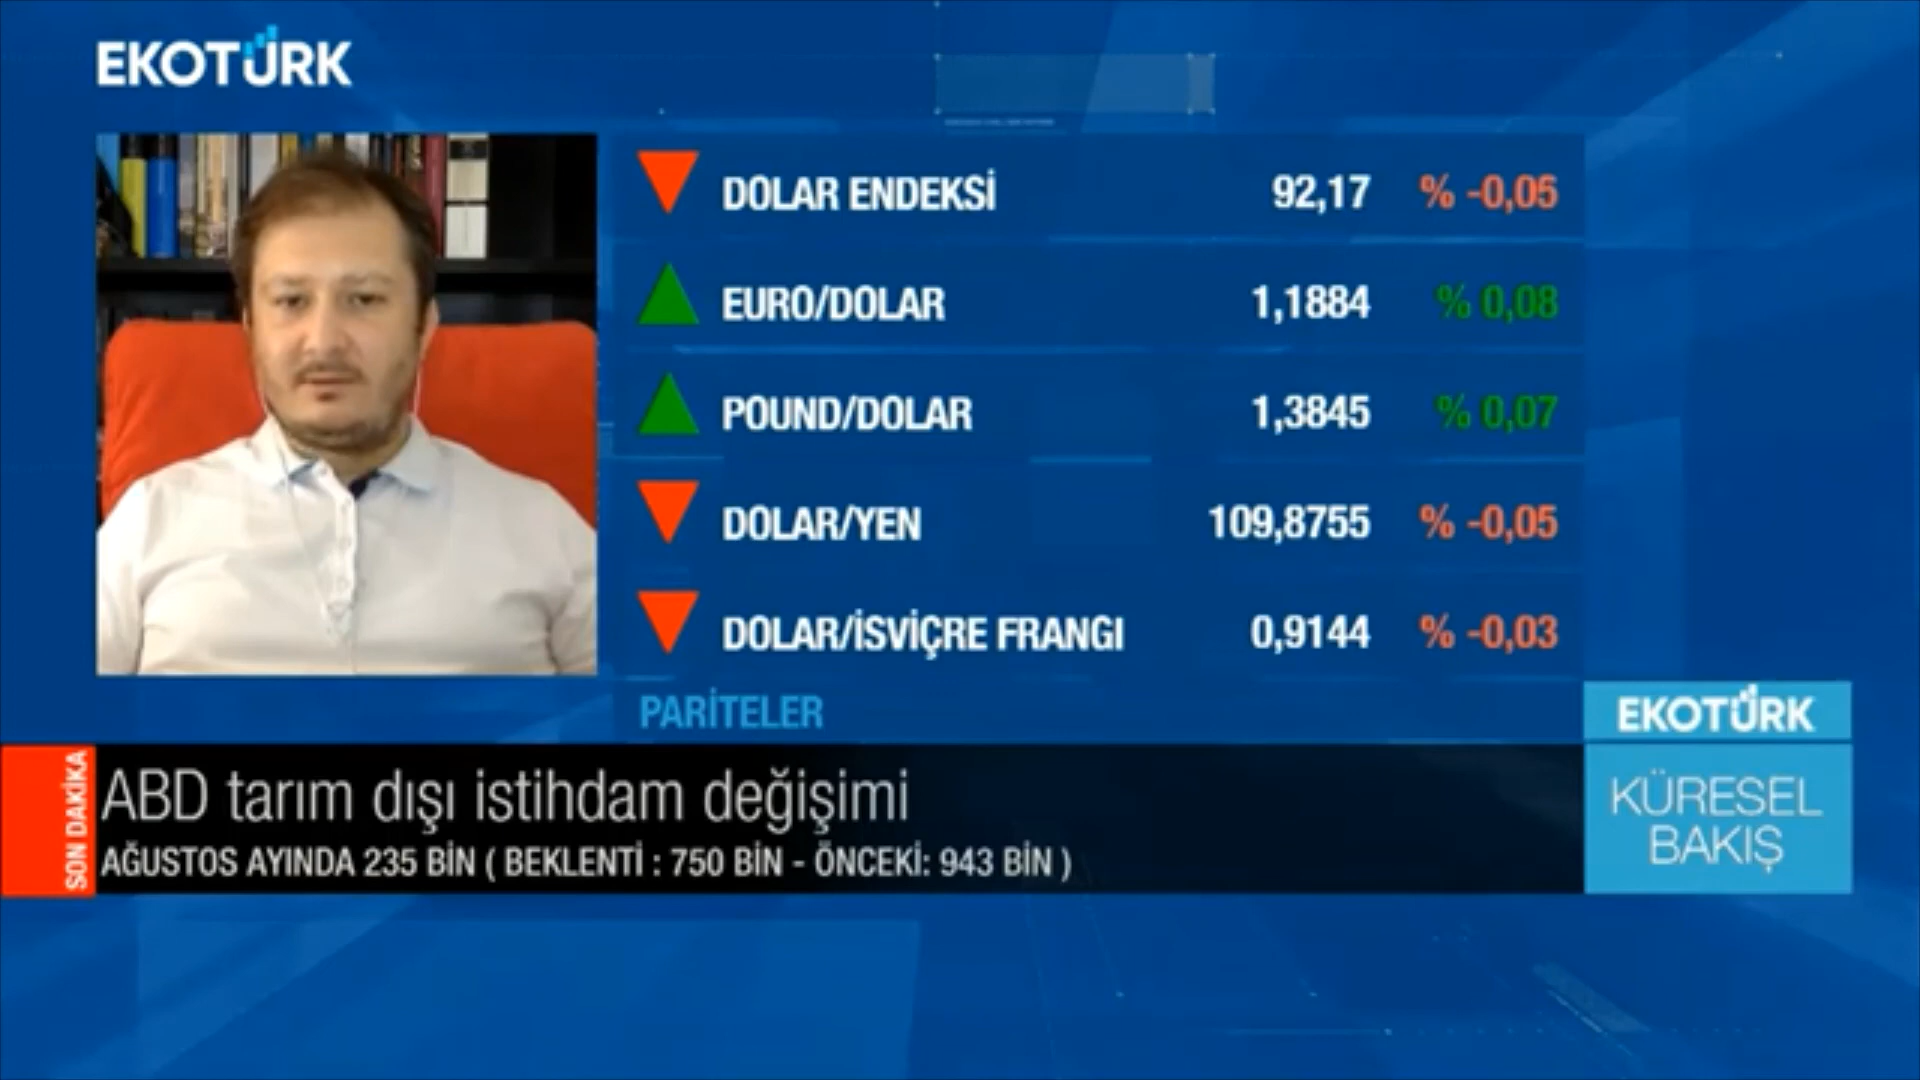 EKOTÜRK
DOLAR ENDEKSİ 92,17 % -0,05
EURO/DOLAR 1,1884 % 0,08
POUND/DOLAR 1,3845 % 0,07
DOLAR/YEN 109,8755 % -0,05
DOLAR/İSVİÇRE FRANGI 0,9144 % -0,03
PARİTELER
EKOTÜRK
SON DAKİKA
ABD tarım dışı istihdam değişimi
AĞUSTOS AYINDA 235 BİN ( BEKLENTİ : 750 BİN - ÖNCEKİ: 943 BİN )
KÜRESEL
BAKIŞ